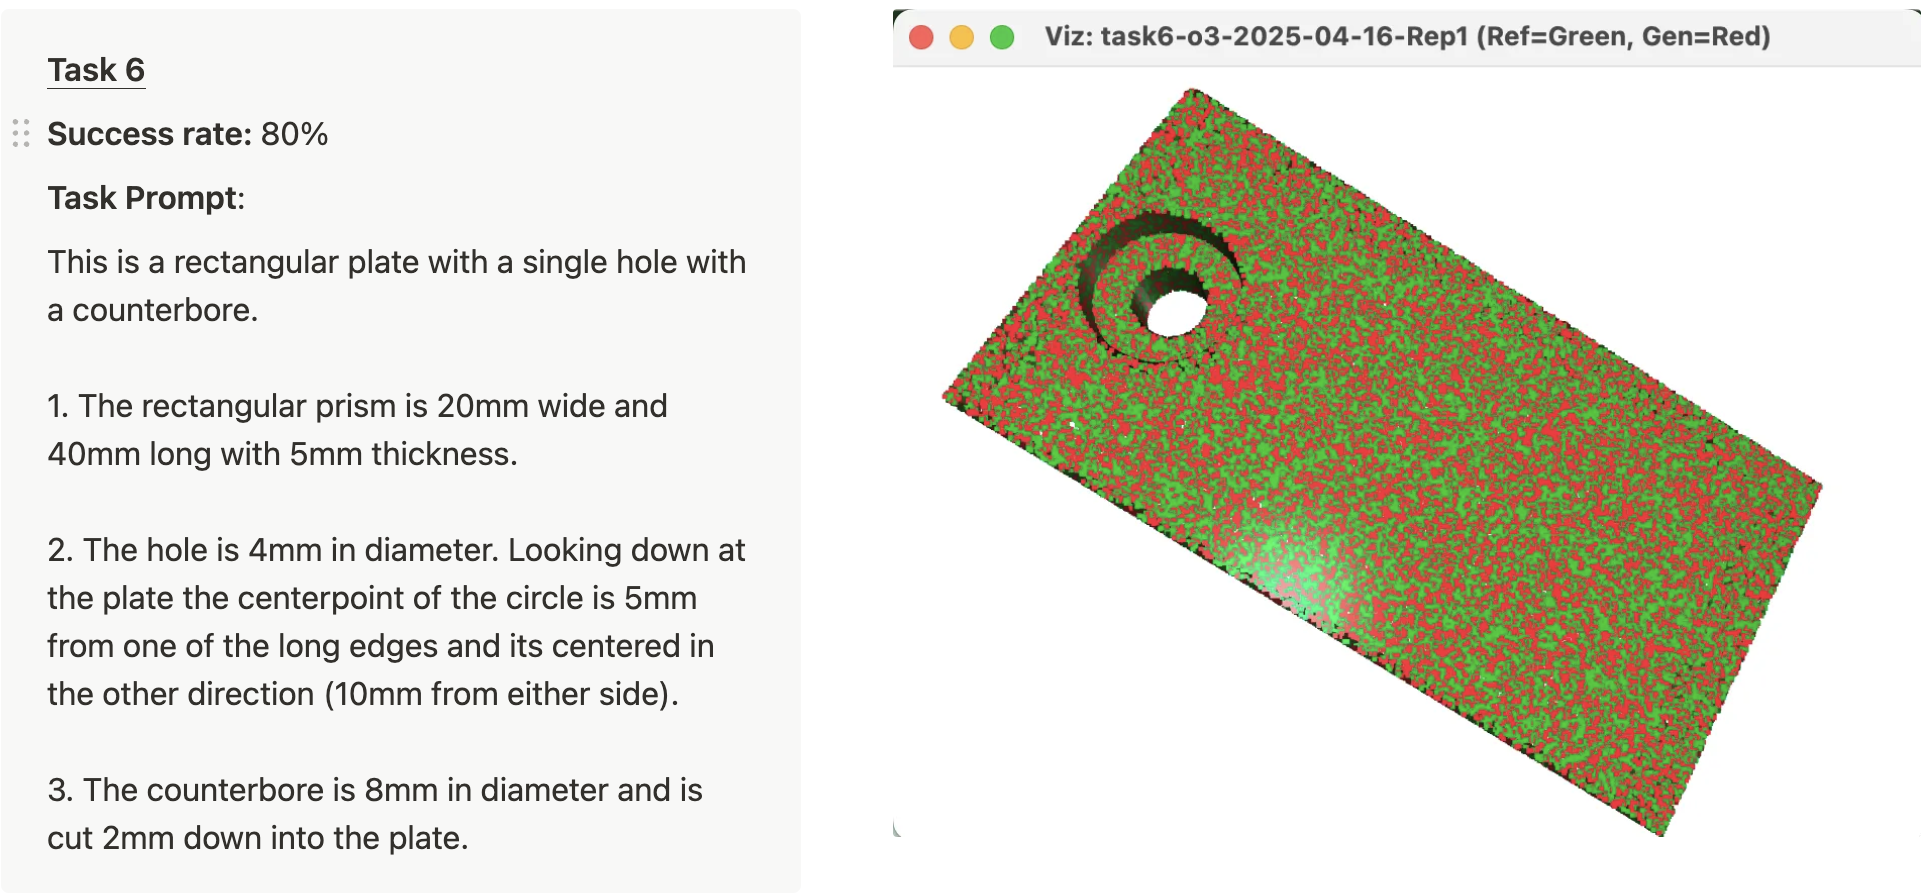 Task 6
Success rate: 80%
Task Prompt:
This is a rectangular plate with a single hole with
a counterbore.
1. The rectangular prism is 20mm wide and
40mm long with 5mm thickness.
2. The hole is 4mm in diameter. Looking down at
the plate the centerpoint of the circle is 5mm
from one of the long edges and its centered in
the other direction (10mm from either side).
3. The counterbore is 8mm in diameter and is
cut 2mm down into the plate.
Viz: task6-o3-2025-04-16-Rep1 (Ref=Green, Gen=Red)